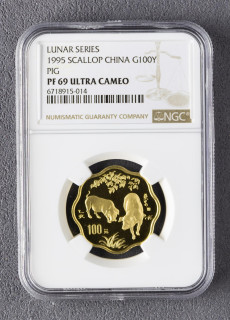 LUNAR SERIES
1995 SCALLOP CHINA G100Y
PIG
PF 69 ULTRA CAMEO
6718915-014
NUMISMATIC GUARANTY COMPANY
NGC
100元